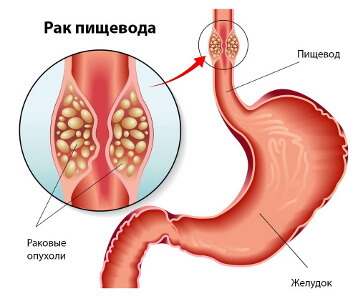 Рак пищевода
Пищевод
Раковые
опухоли
Желудок